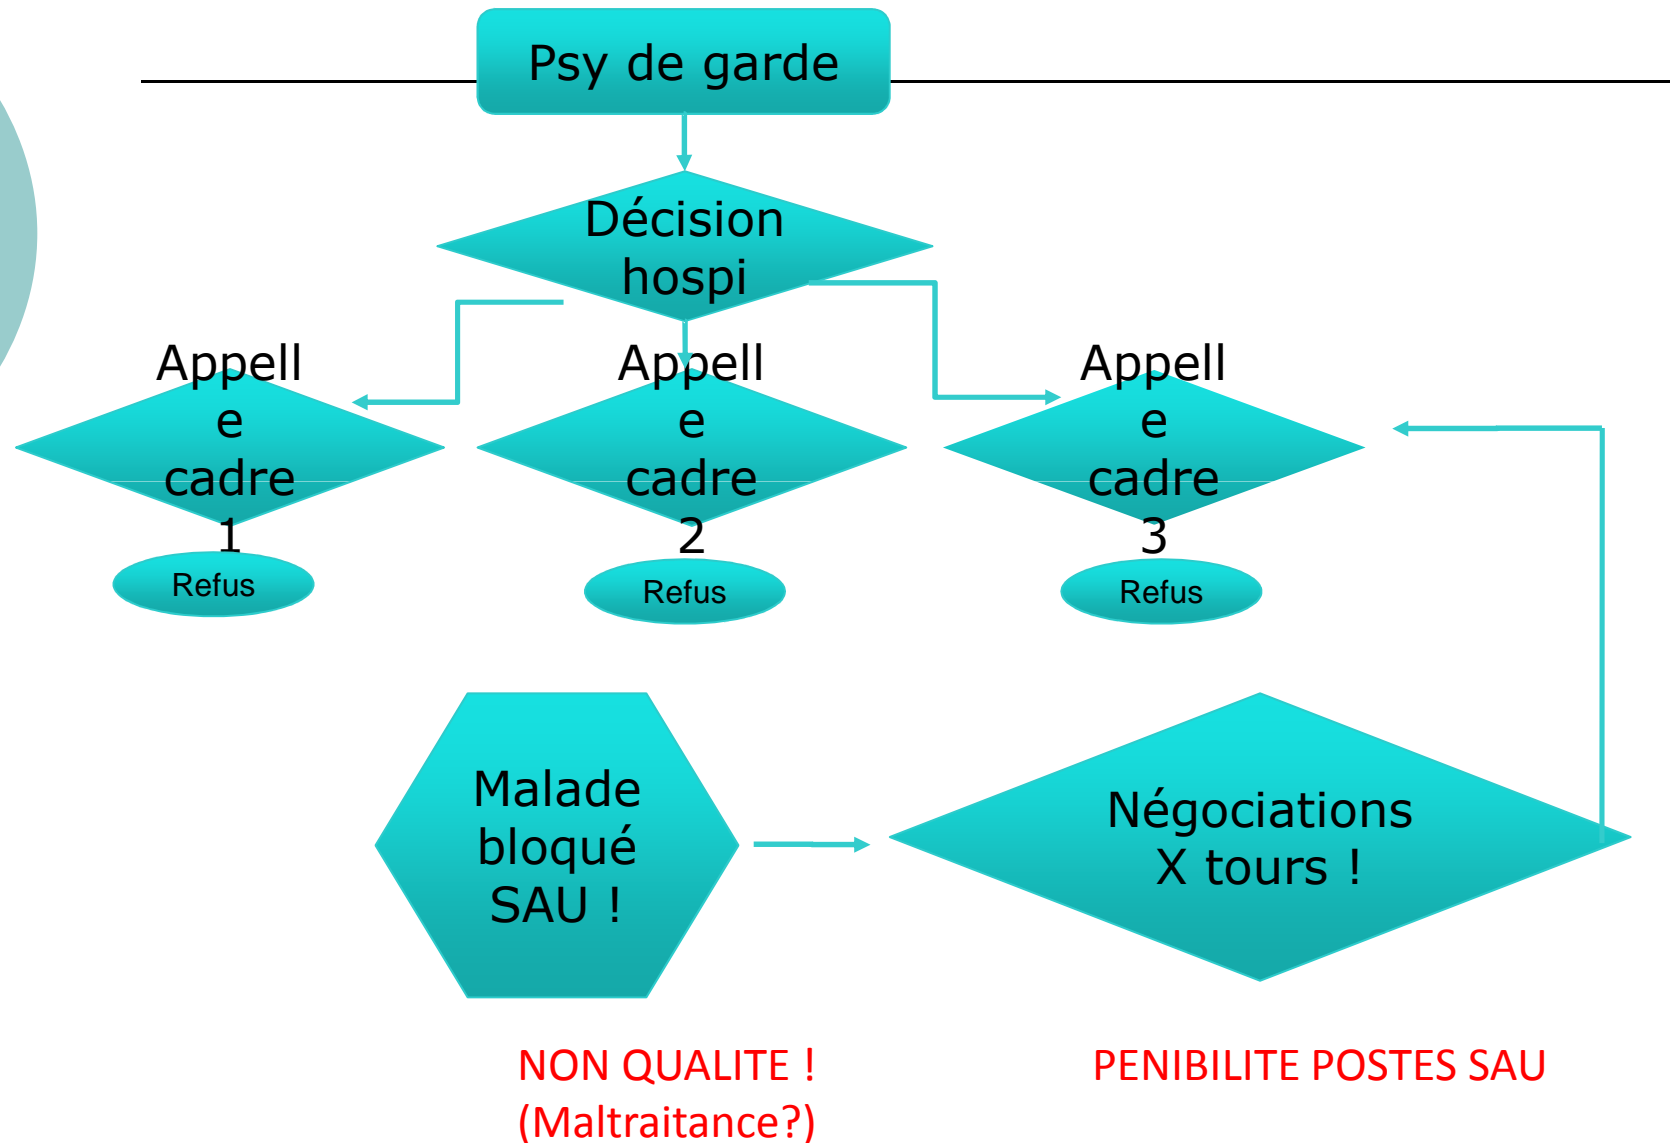 Psy de garde
Décision
hospi
Appell
e
cadre
1
Appell
e
cadre
2
Appell
e
cadre
3
Refus
Refus
Refus
Malade
bloqué
SAU !
Négociations
X tours !
NON QUALITE !
(Maltraitance?)
PENIBILITE POSTES SAU